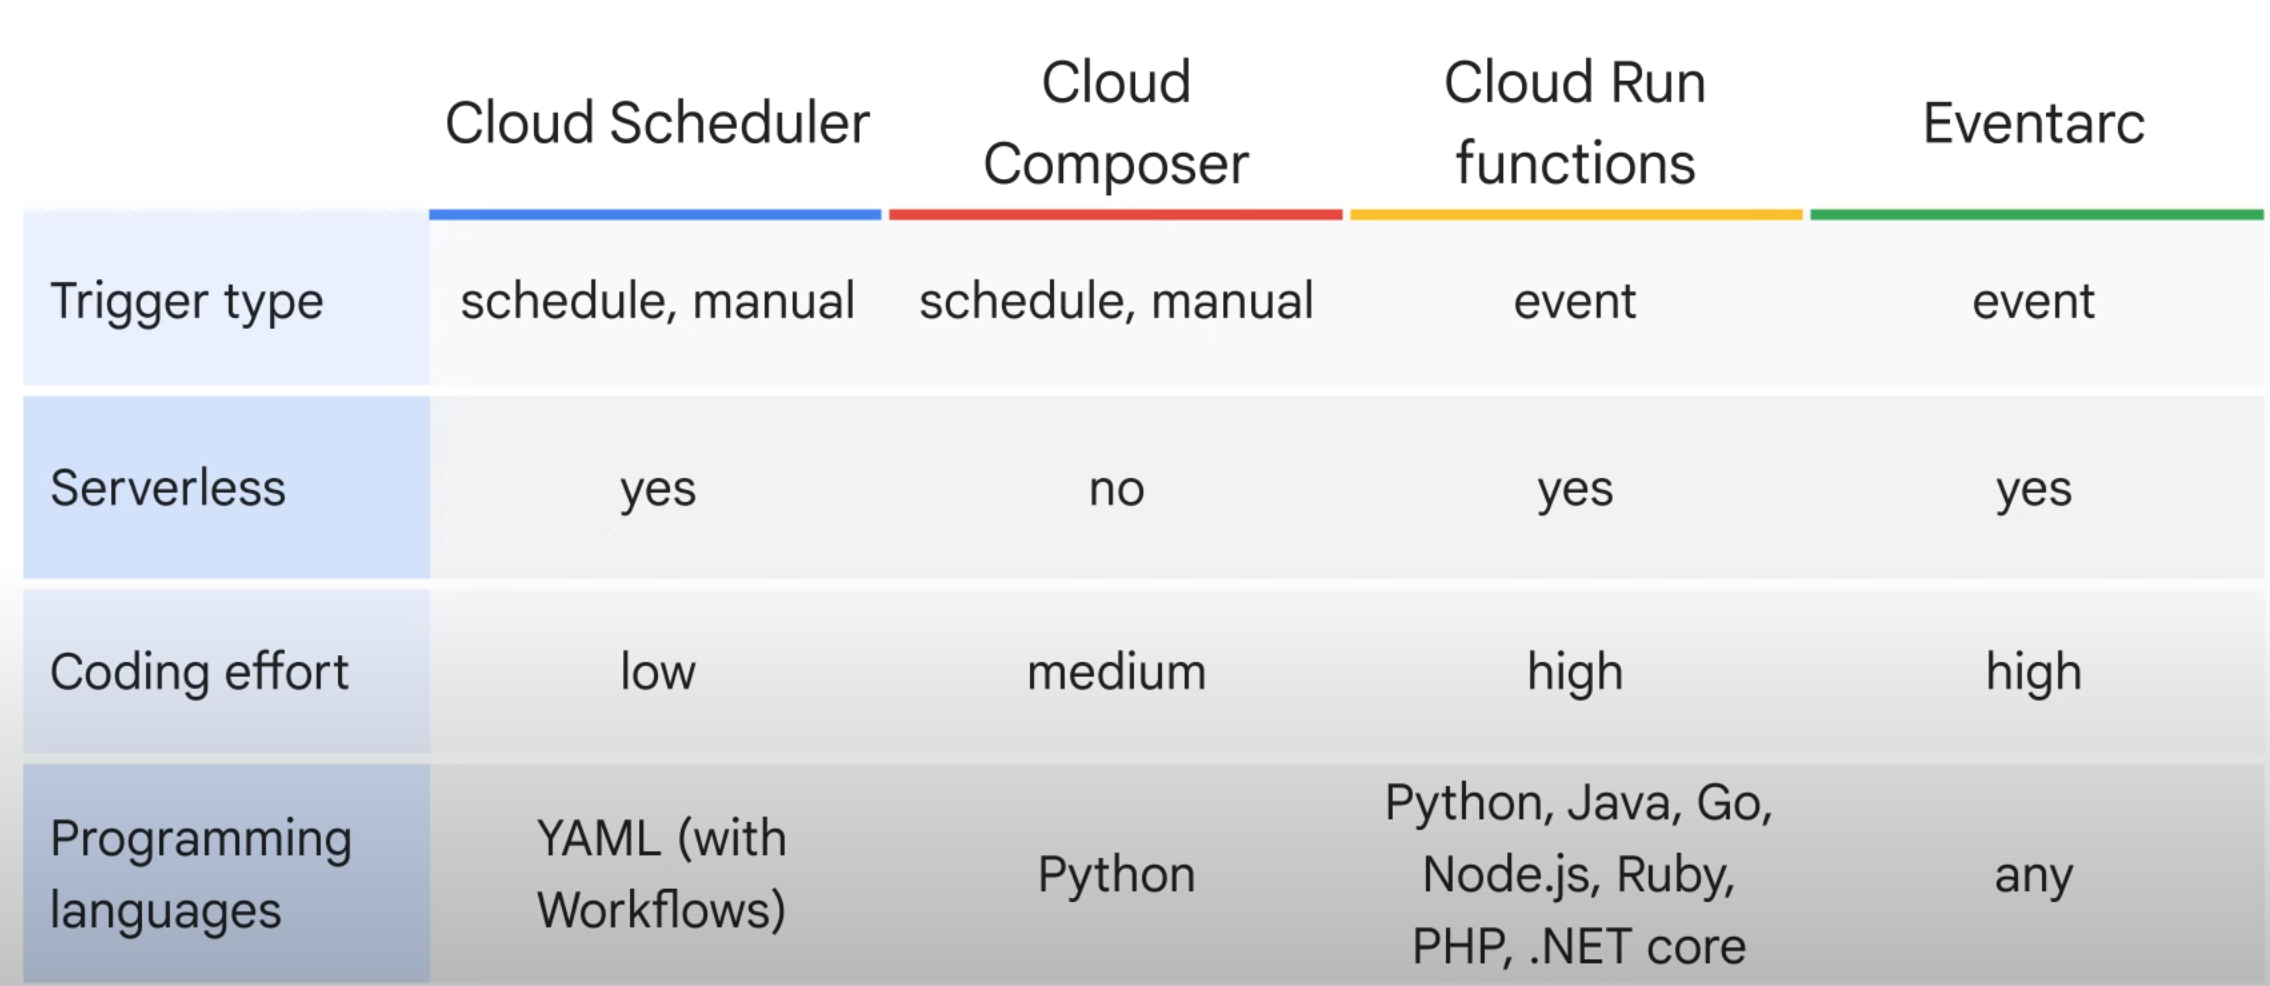 Cloud Scheduler
Cloud
Composer
Cloud Run
functions
Eventarc
Trigger type
schedule, manual
schedule, manual
event
event
Serverless
yes
no
yes
yes
Coding effort
low
medium
high
high
Programming
languages
YAML (with
Workflows)
Python
Python, Java, Go,
Node.js, Ruby,
PHP, .NET core
any